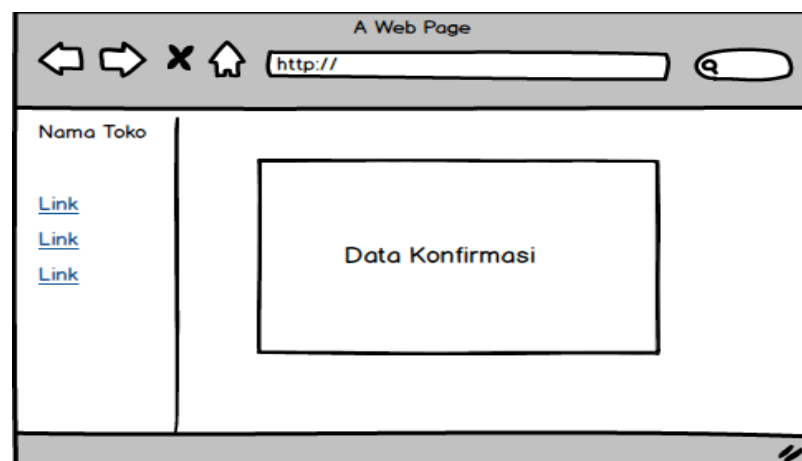 A Web Page
http://
Nama Toko
Link
Link
Link
Data Konfirmasi